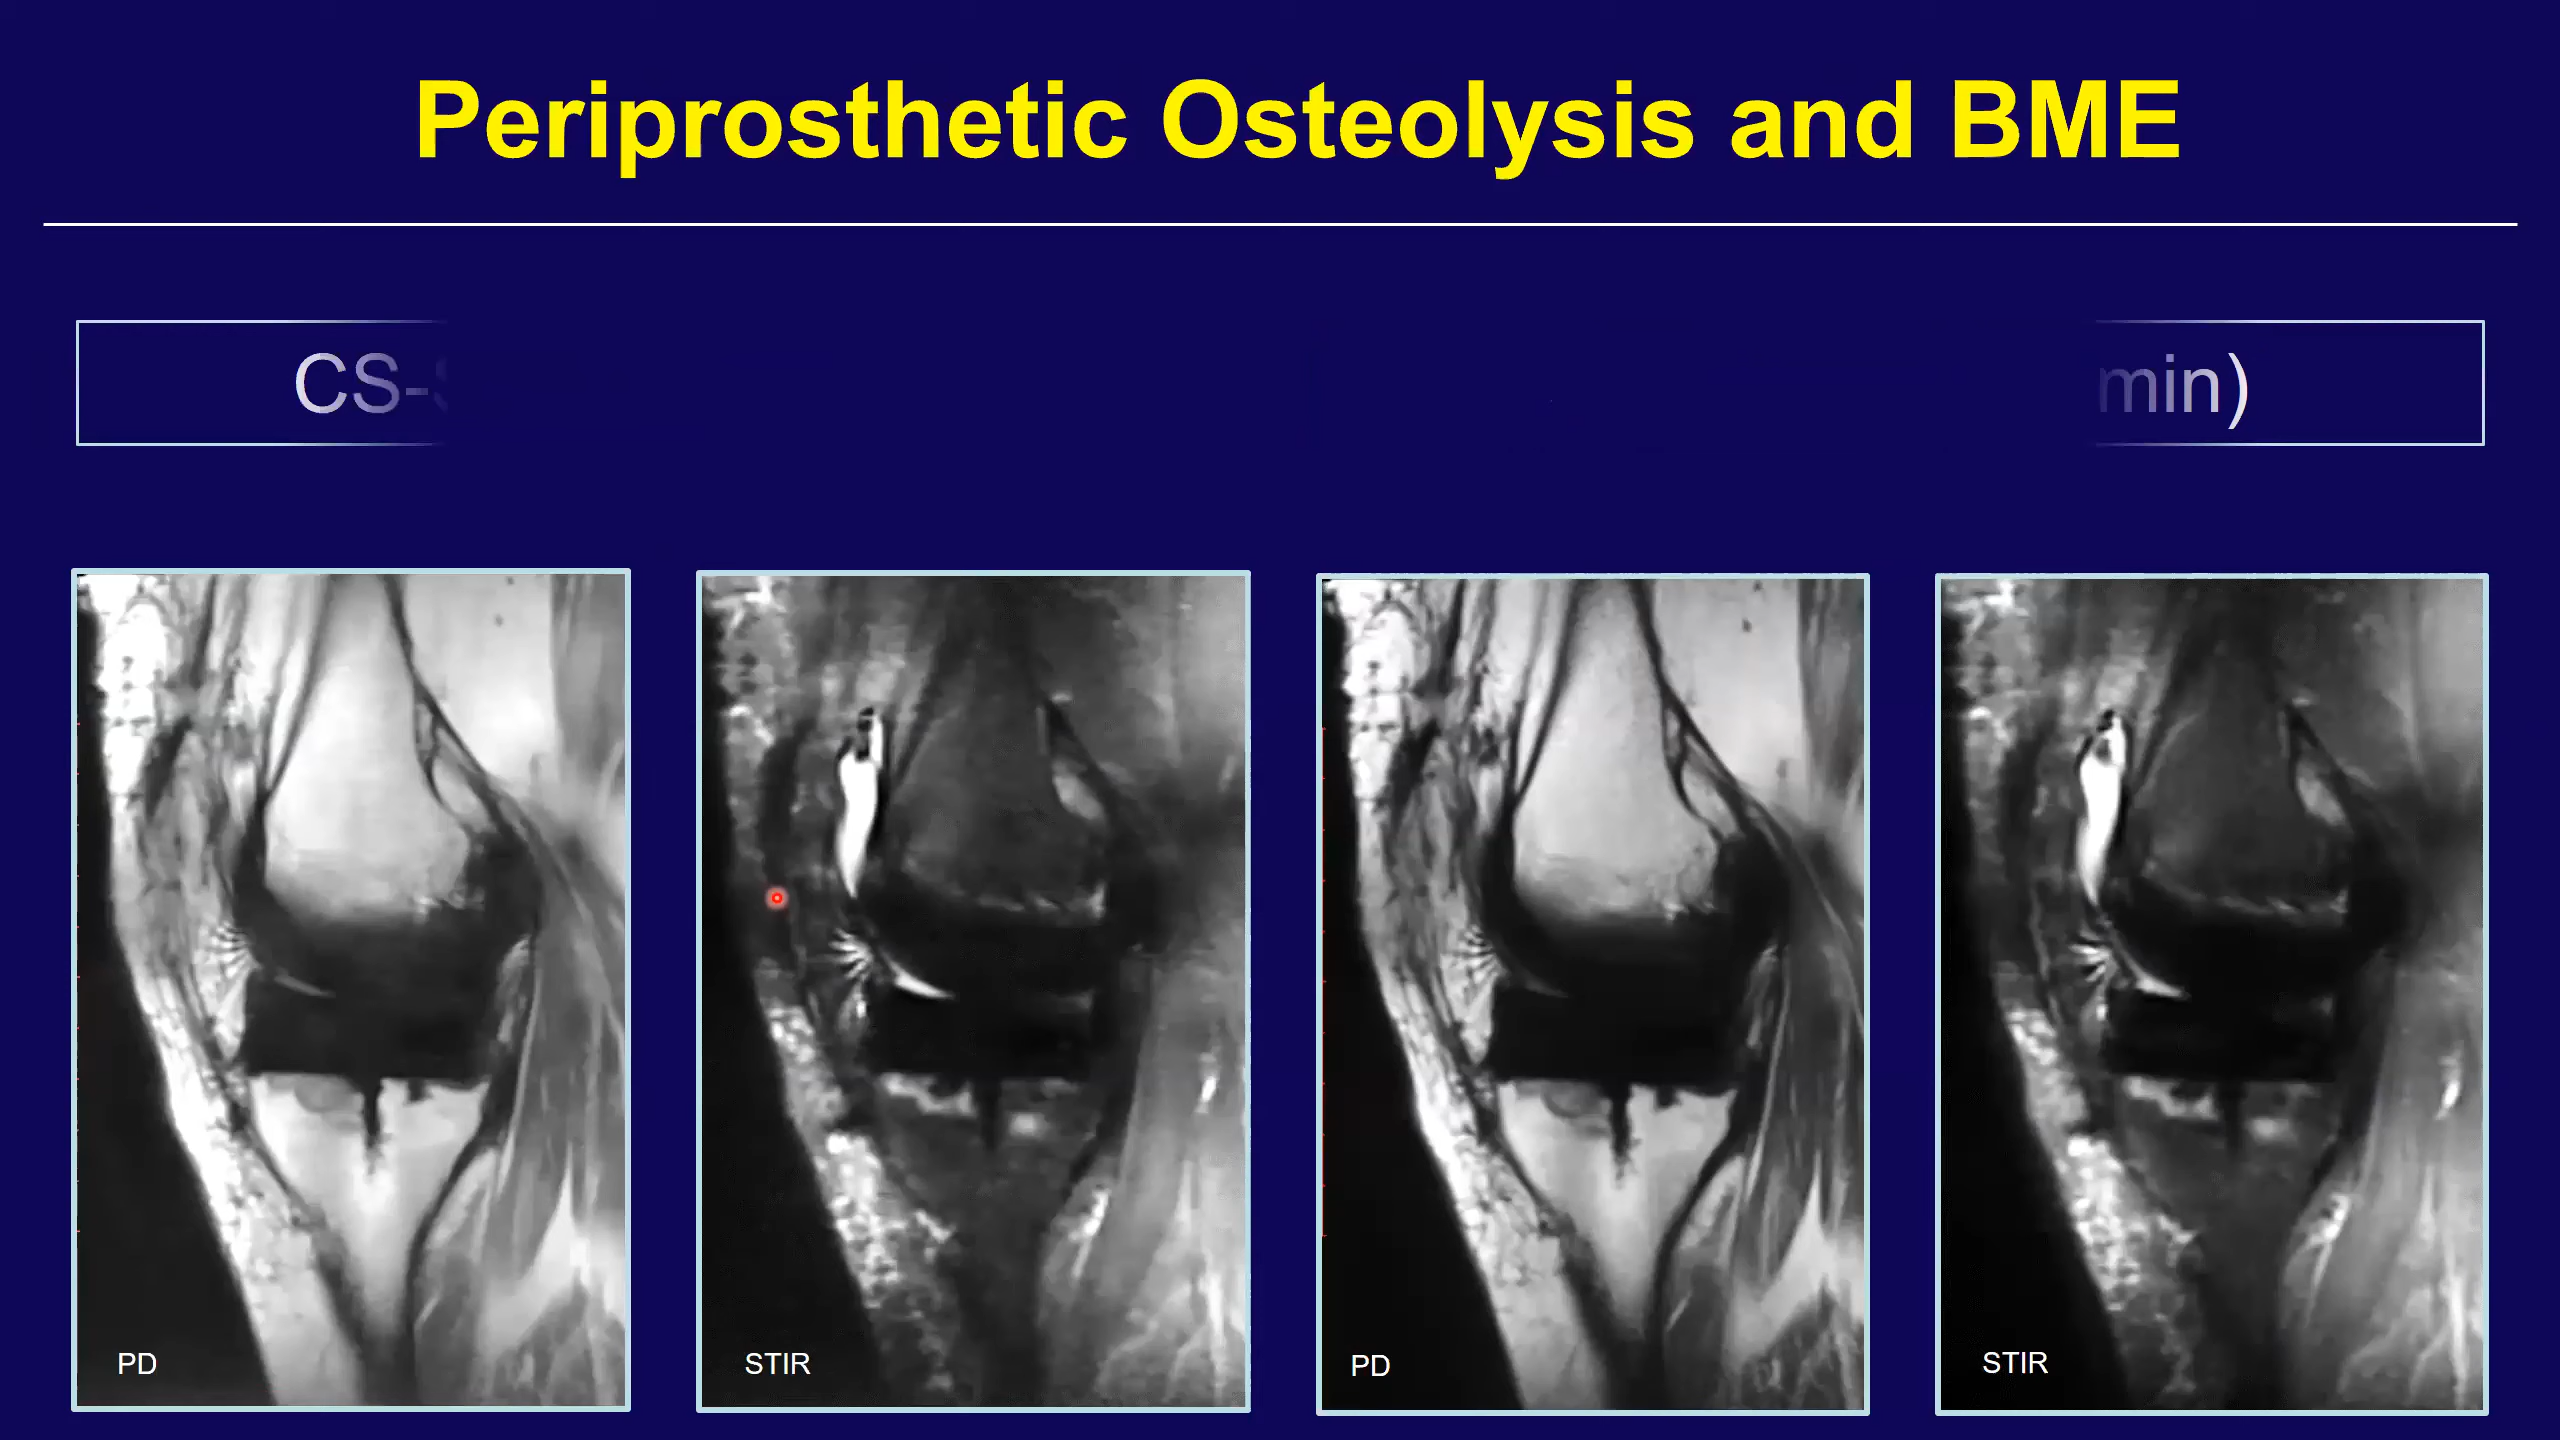 Periprosthetic Osteolysis and BME
CS-
min)
PD
STIR
PD
STIR